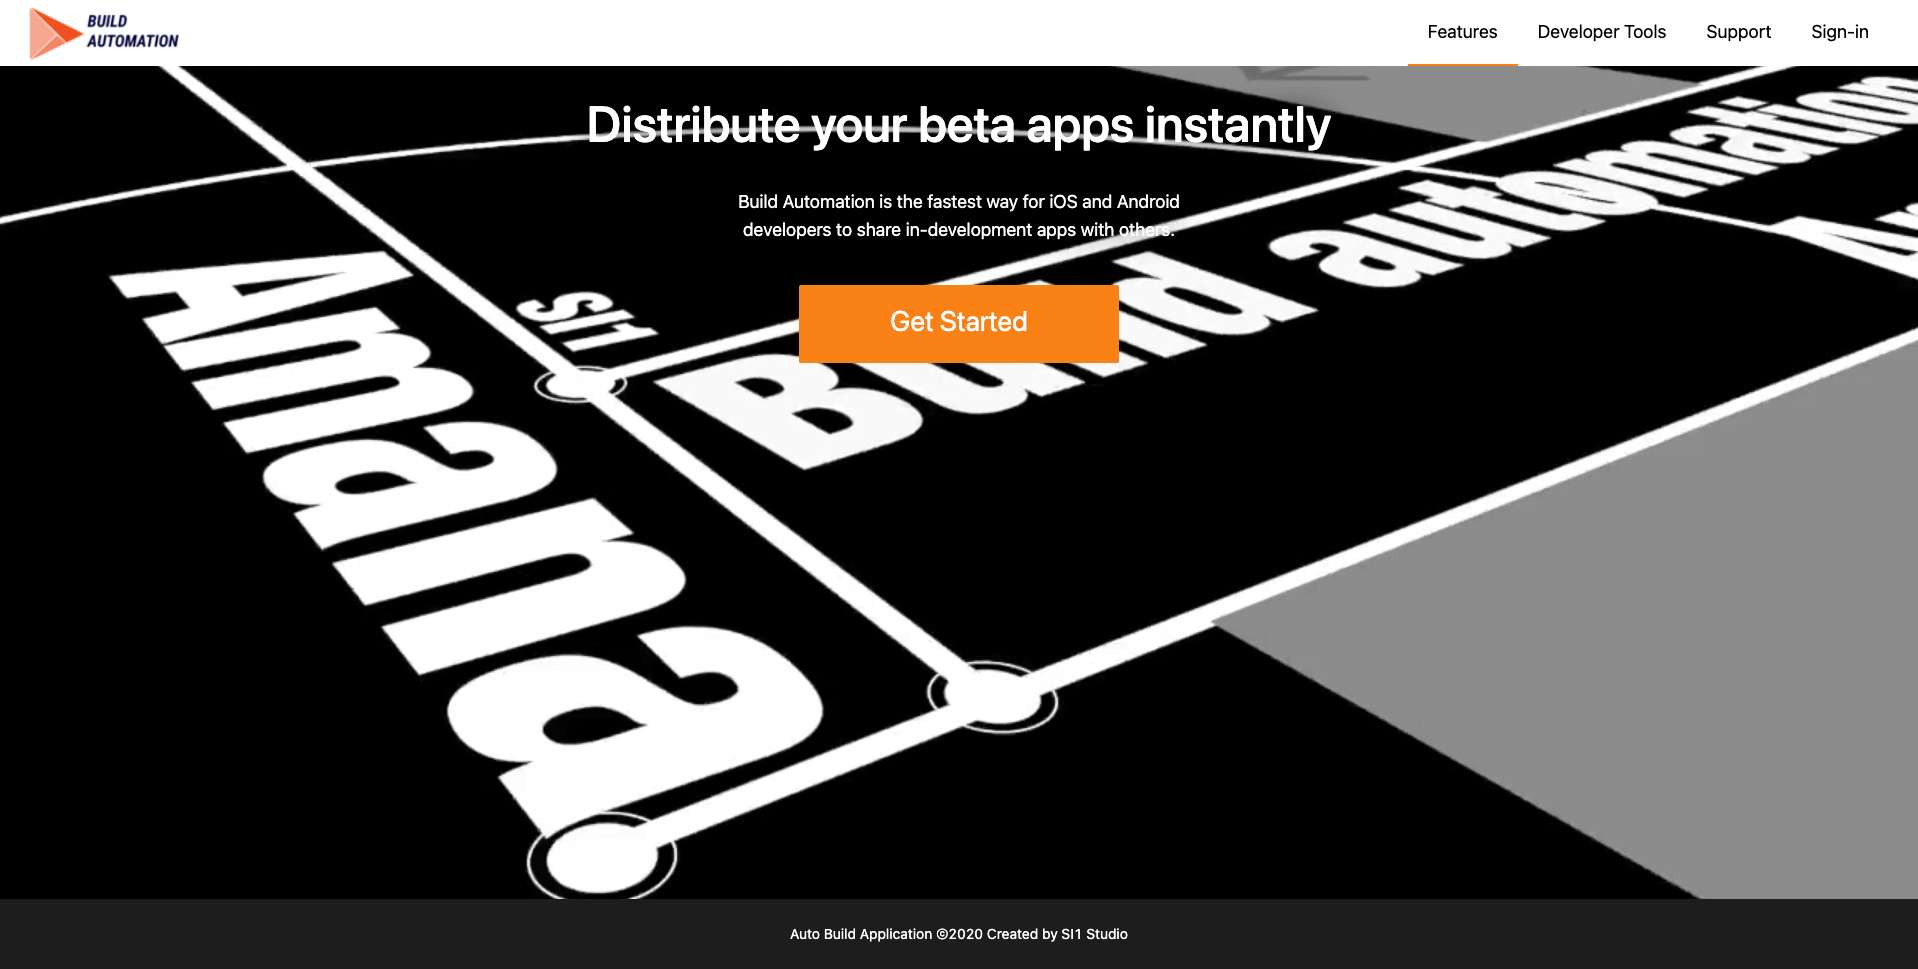 BUILD
AUTOMATION
Features
Developer Tools
Support
Sign-in
Distribute your beta apps instantly
Build Automation is the fastest way for iOS and Android
developers to share in-development apps with others.
Get Started
Amana
SI1
Build automation
Auto Build Application ©2020 Created by SI1 Studio